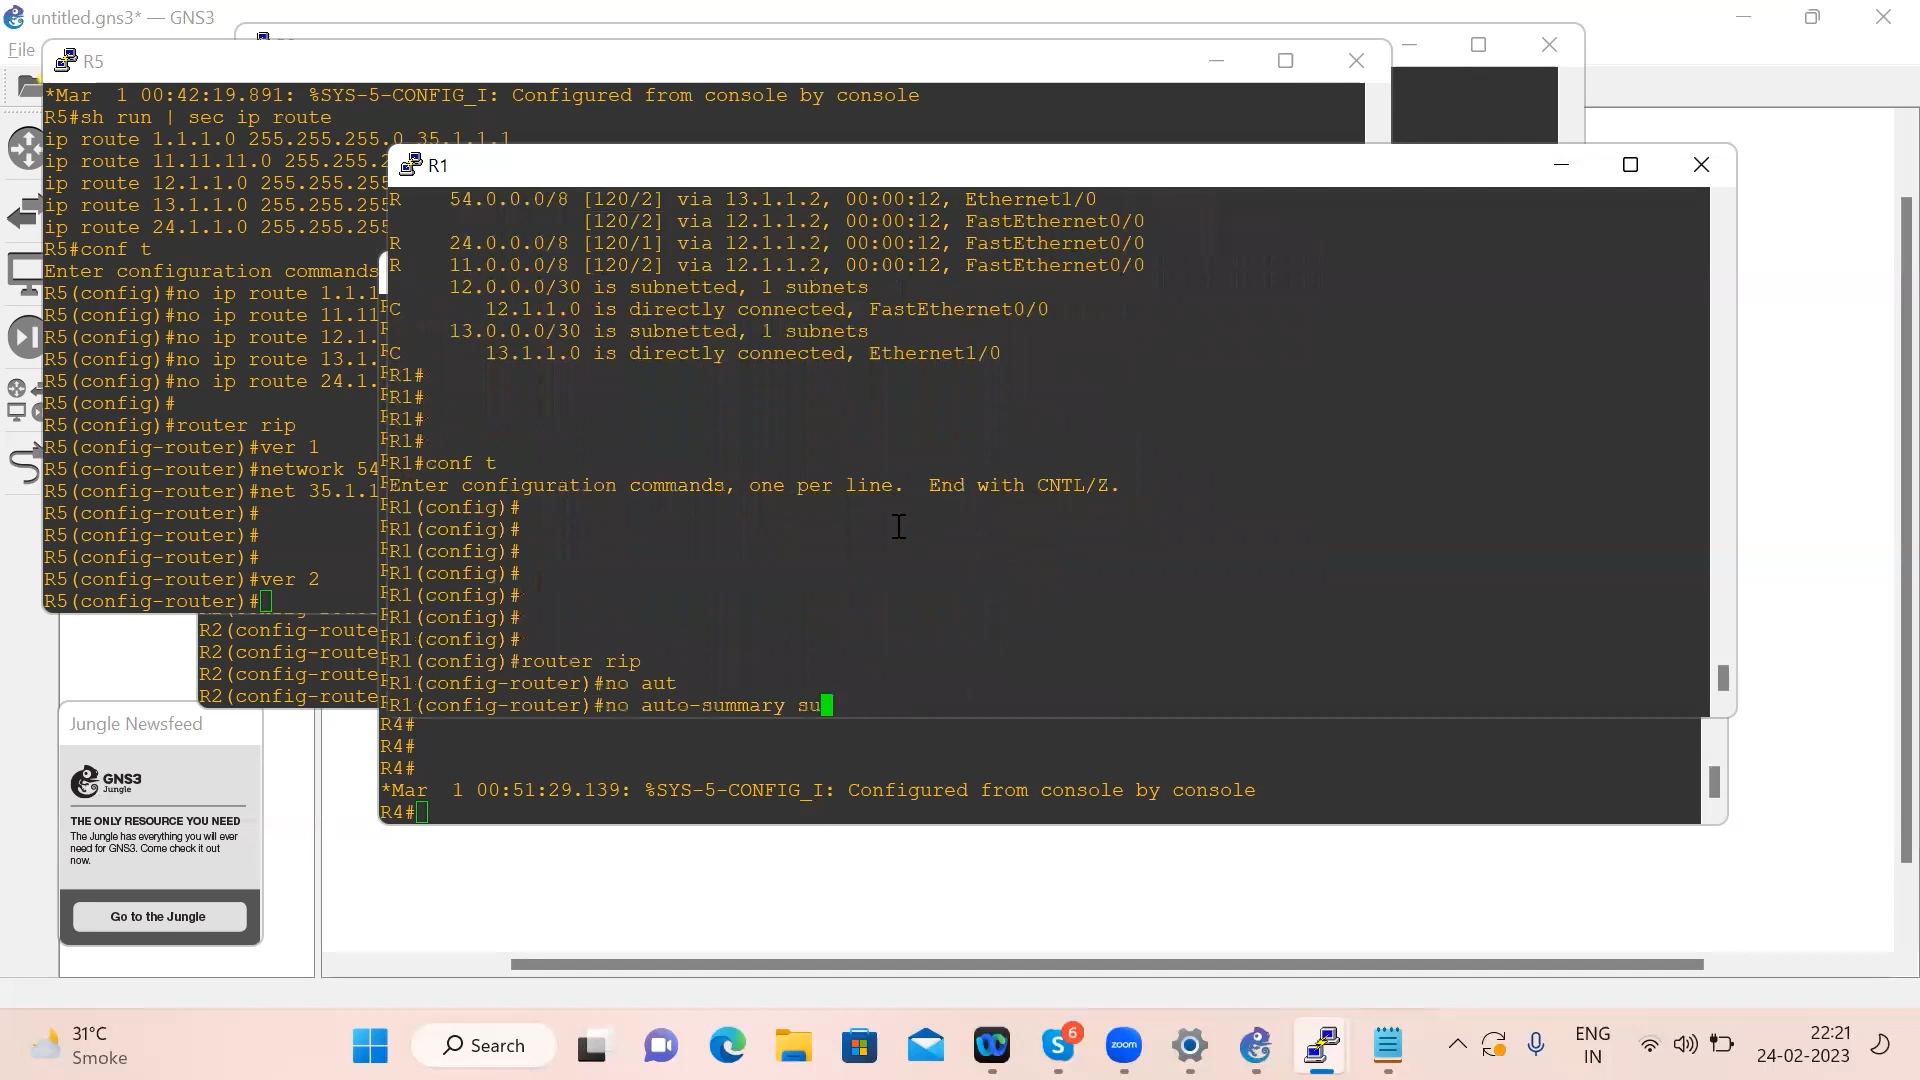 untitled.gns3* — GNS3
File
R5
*Mar  1 00:42:19.891: %SYS-5-CONFIG_I: Configured from console by console
R5#sh run | sec ip route
ip route 1.1.1.0 255.255.255.0 35.1.1.1
ip route 11.11.11.0 255.255.2
ip route 12.1.1.0 255.255.255
ip route 13.1.1.0 255.255.255
ip route 24.1.1.0 255.255.255
R5#conf t
Enter configuration commands
R5(config)#no ip route 1.1.1
R5(config)#no ip route 11.11
R5(config)#no ip route 12.1.
R5(config)#no ip route 13.1.
R5(config)#no ip route 24.1.
R5(config)#
R5(config)#router rip
R5(config-router)#ver 1
R5(config-router)#network 54
R5(config-router)#net 35.1.1
R5(config-router)#
R5(config-router)#
R5(config-router)#
R5(config-router)#ver 2
R5(config-router)#
R2(config-route
R2(config-route
R2(config-route
R2(config-route
R1
R    54.0.0.0/8 [120/2] via 13.1.1.2, 00:00:12, Ethernet1/0
[120/2] via 12.1.1.2, 00:00:12, FastEthernet0/0
R    24.0.0.0/8 [120/1] via 12.1.1.2, 00:00:12, FastEthernet0/0
R    11.0.0.0/8 [120/2] via 12.1.1.2, 00:00:12, FastEthernet0/0
12.0.0.0/30 is subnetted, 1 subnets
C       12.1.1.0 is directly connected, FastEthernet0/0
13.0.0.0/30 is subnetted, 1 subnets
C       13.1.1.0 is directly connected, Ethernet1/0
R1#
R1#
R1#
R1#
R1#conf t
Enter configuration commands, one per line.  End with CNTL/Z.
R1(config)#
R1(config)#
R1(config)#
R1(config)#
R1(config)#
R1(config)#
R1(config)#
R1(config)#router rip
R1(config-router)#no aut
R1(config-router)#no auto-summary su
R4#
R4#
R4#
*Mar  1 00:51:29.139: %SYS-5-CONFIG_I: Configured from console by console
R4#
Jungle Newsfeed
GNS3
Jungle
THE ONLY RESOURCE YOU NEED
The Jungle has everything you will ever
need for GNS3. Come check it out
now.
Go to the Jungle
31°C
Smoke
Search
6
zoom
ENG
IN
22:21
24-02-2023